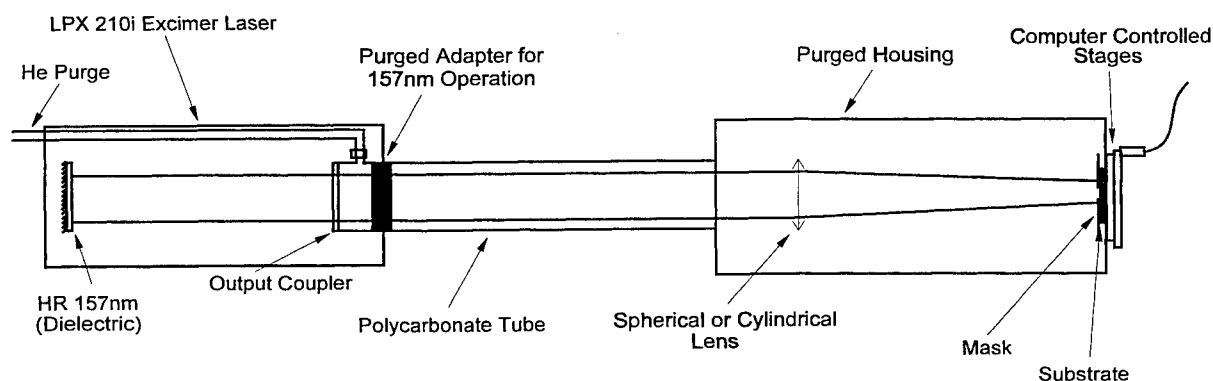 LPX 210i Excimer Laser
He Purge
Purged Adapter for
157nm Operation
Purged Housing
Computer Controlled
Stages
HR 157nm
(Dielectric)
Output Coupler
Polycarbonate Tube
Spherical or Cylindrical
Lens
Mask
Substrate